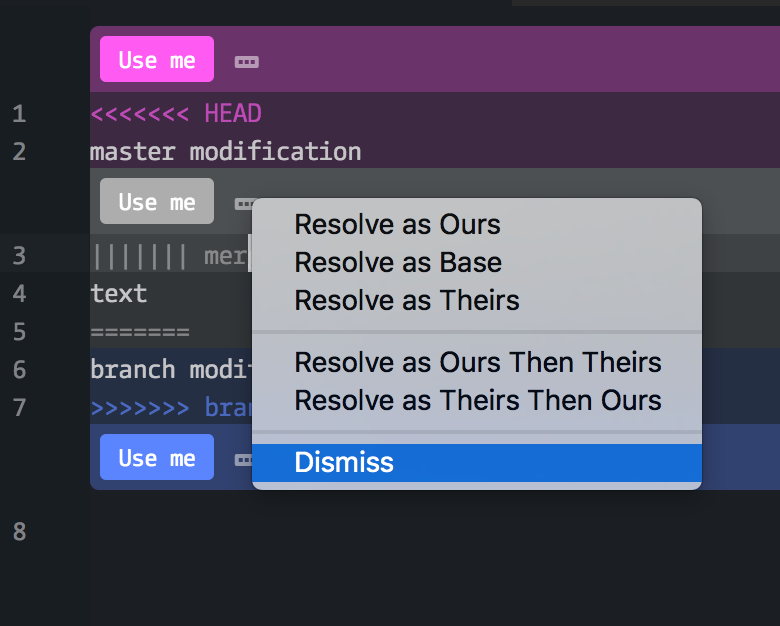 Use me
1 <<<<<<< HEAD
2 master modification
Use me
3 ||||||| mer
4 text
5 =======
6 branch modif
7 >>>>>>> bran
Use me
8
Resolve as Ours
Resolve as Base
Resolve as Theirs
Resolve as Ours Then Theirs
Resolve as Theirs Then Ours
Dismiss